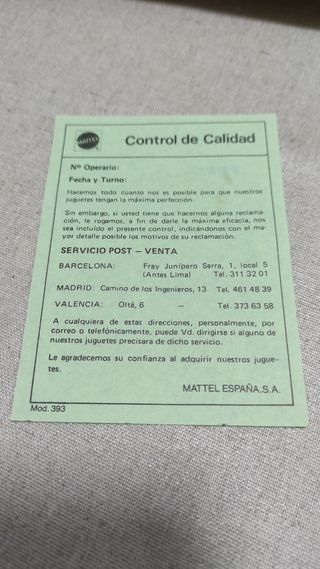 MATTEL
Control de Calidad
Nº Operario:
Fecha y Turno:
Hacemos todo cuanto nos es posible para que nuestros
juguetes tengan la máxima perfección.
Sin embargo, si usted tiene que hacernos alguna reclama-
ción, le rogamos, a fin de darle la máxima eficacia, nos
sea incluído el presente control, indicándonos con el ma-
yor detalle posible los motivos de su reclamación.
SERVICIO POST - VENTA
BARCELONA: Fray Junípero Serra, 1, local 5
(Antes Lima) Tel. 311 32 01
MADRID: Camino de los Ingenieros, 13 Tel. 461 48 39
VALENCIA: Oltá, 6 - Tel. 373 63 58
A cualquiera de estas direcciones, personalmente, por
correo o telefónicamente, puede Vd. dirigirse si alguno de
nuestros juguetes precisara de dicho servicio.
Le agradecemos su confianza al adquirir nuestros jugue-
tes.
MATTEL ESPAÑA, S.A.
Mod. 393